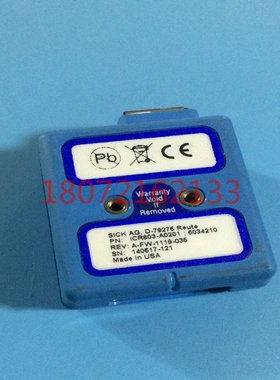 Pb
CE
Warranty
Void
If
Removed
18072162133
SICK AG, D-79276 Reute
PN: ICR803-A0201 : 6034210
REV: A-FW-1119-035
SN: 140617-121
Made in USA